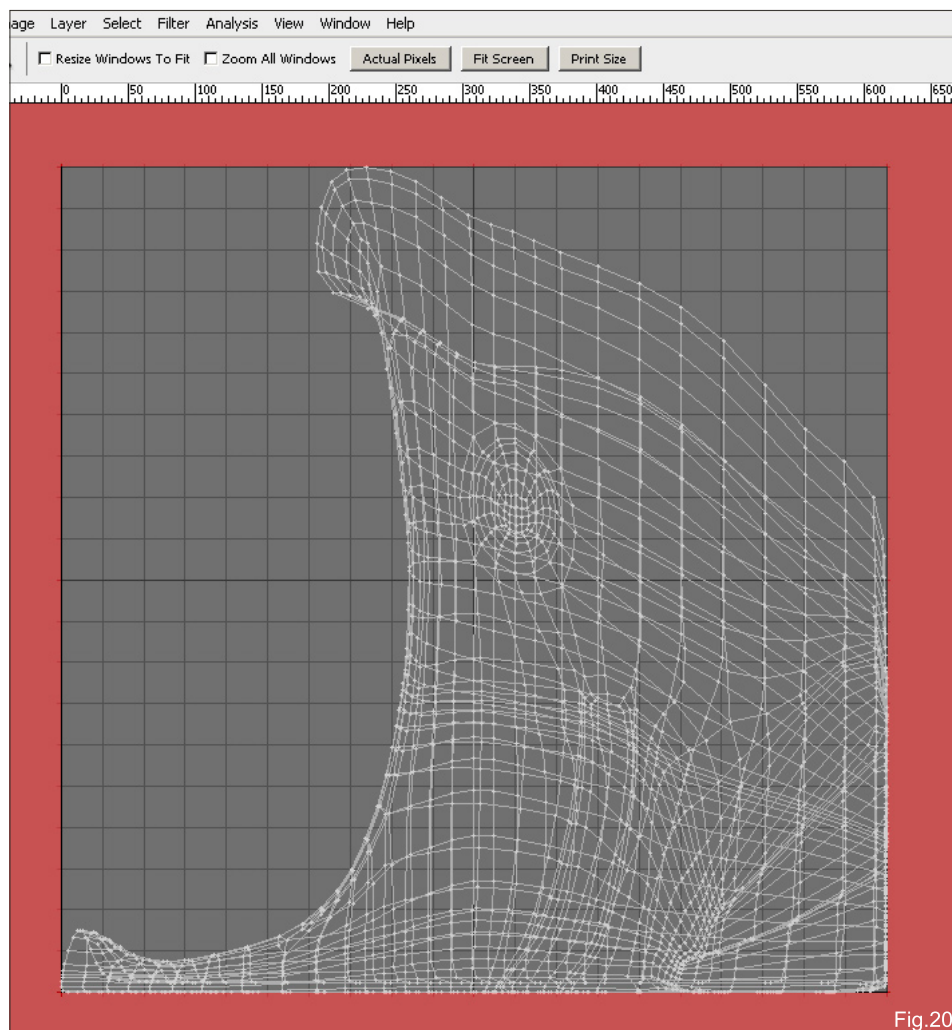 age Layer Select Filter Analysis View Window Help
Resize Windows To Fit Zoom All Windows Actual Pixels Fit Screen Print Size
0 50 100 150 200 250 300 350 400 450 500 550 600 650
Fig.20